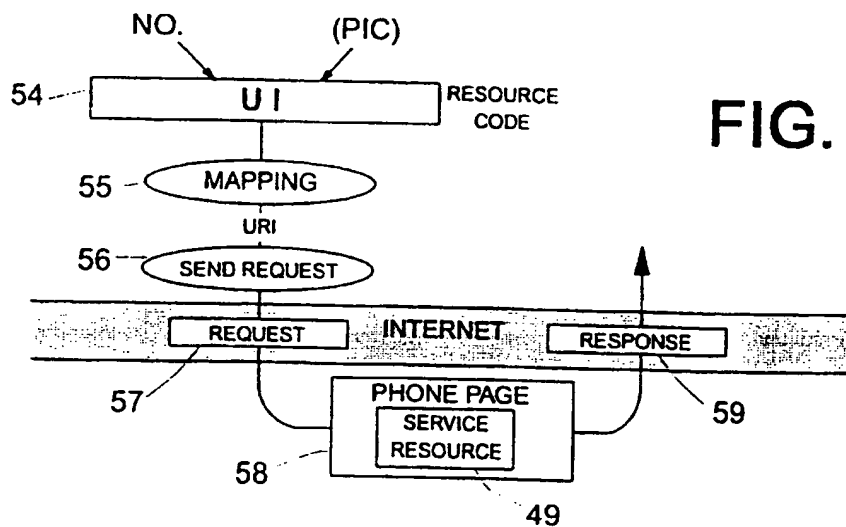 NO. (PIC)
54 U I RESOURCE
CODE
FIG.
55 MAPPING
URI
56 SEND REQUEST
REQUEST INTERNET RESPONSE
57 PHONE PAGE 59
SERVICE
RESOURCE
58
49